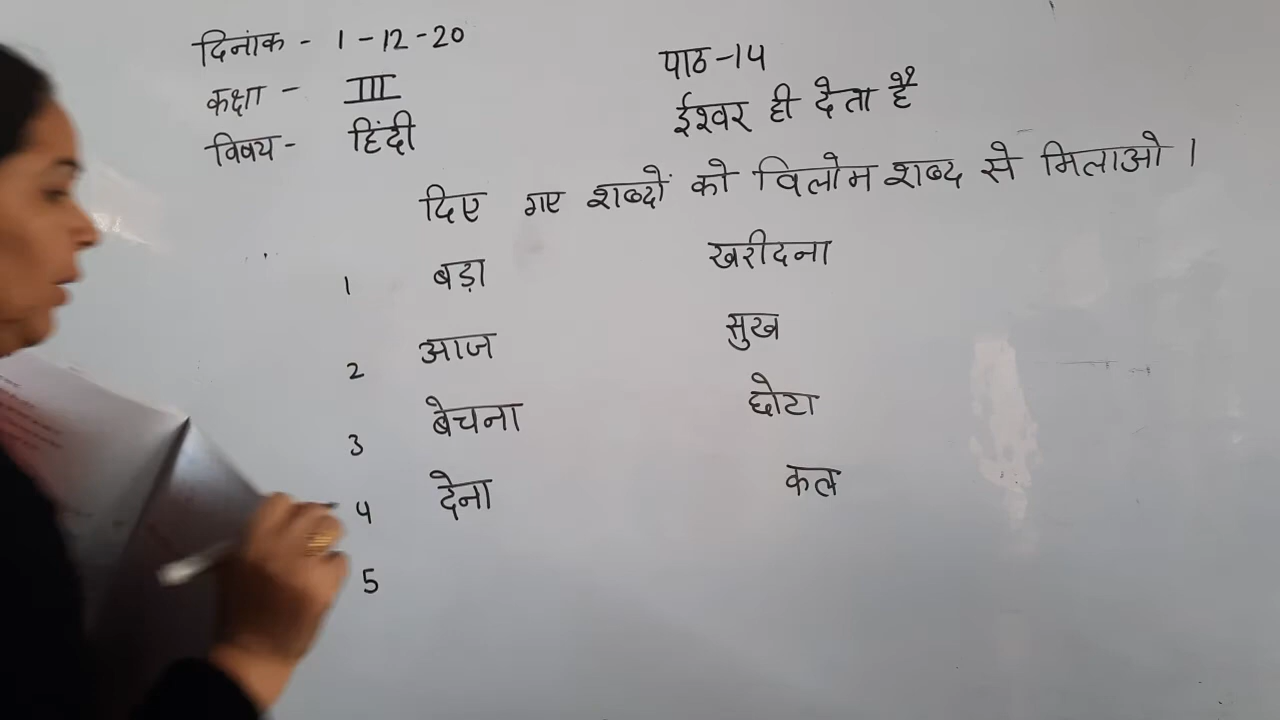 दिनांक - 1-12-20
कक्षा - III
विषय- हिंदी
पाठ-14
ईश्वर ही देता है
दिए गए शब्दों को विलोम शब्द से मिलाओ ।
1 बड़ा खरीदना
2 आज सुख
3 बेचना छोटा
4 देना कल
5